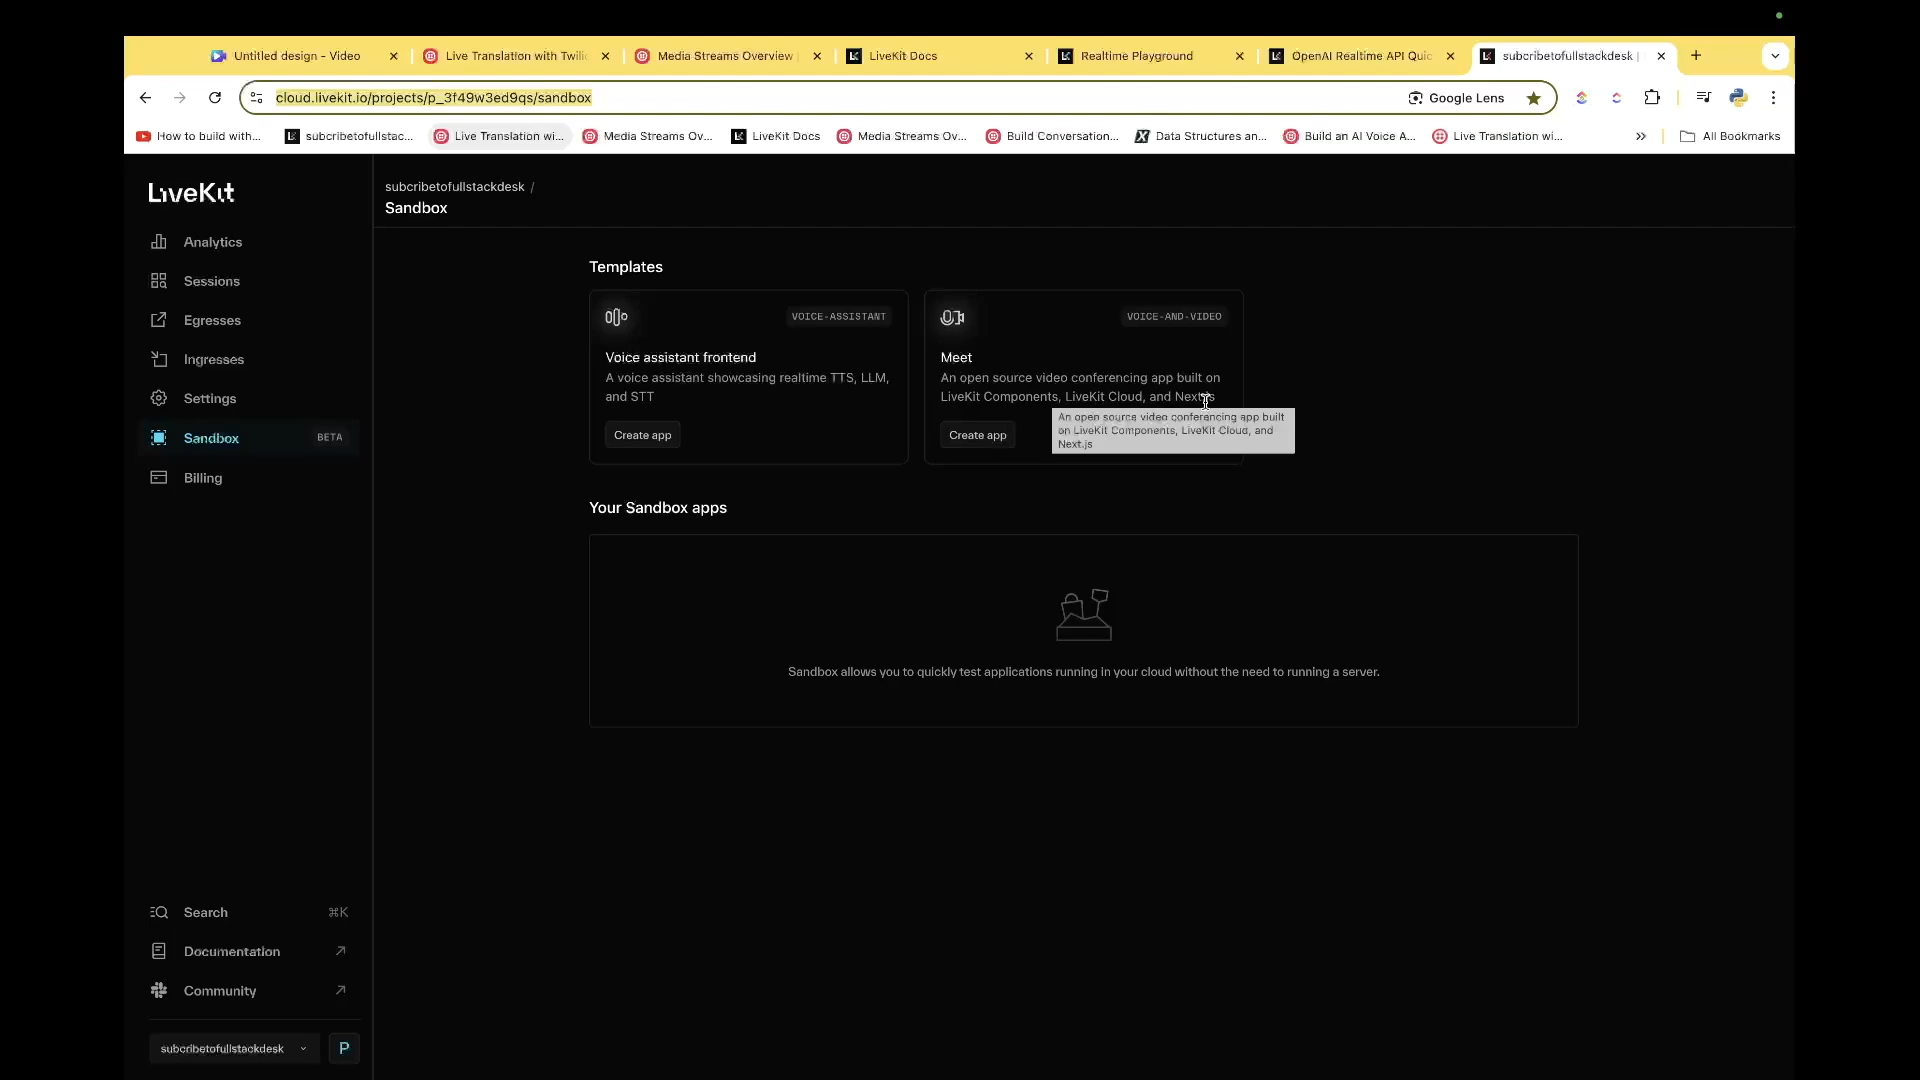 Untitled design - Video
Live Translation with Twili
Media Streams Overview
LiveKit Docs
Realtime Playground
OpenAI Realtime API Quic
subcribetofullstackdesk |
cloud.livekit.io/projects/p_3f49w3ed9qs/sandbox
Google Lens
How to build with...
subcribetofullstac...
Live Translation wi...
Media Streams Ov...
LiveKit Docs
Media Streams Ov...
Build Conversation...
Data Structures an...
Build an AI Voice A...
Live Translation wi...
All Bookmarks
LiveKit
Analytics
Sessions
Egresses
Ingresses
Settings
Sandbox BETA
Billing
Search ⌘K
Documentation
Community
subcribetofullstackdesk
P
subcribetofullstackdesk /
Sandbox
Templates
VOICE-ASSISTANT
Voice assistant frontend
A voice assistant showcasing realtime TTS, LLM,
and STT
Create app
VOICE-AND-VIDEO
Meet
An open source video conferencing app built on
LiveKit Components, LiveKit Cloud, and Next.js
Create app
An open source video conferencing app built
on LiveKit Components, LiveKit Cloud, and
Next.js
Your Sandbox apps
Sandbox allows you to quickly test applications running in your cloud without the need to running a server.